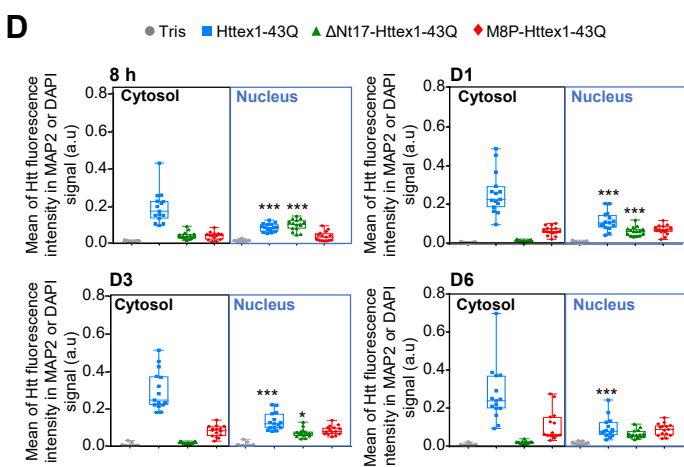 D
Tris Httex1-43Q ΔNt17-Httex1-43Q M8P-Httex1-43Q
8 h
Mean of Htt fluorescence
intensity in MAP2 or DAPI
signal (a.u)
0.8
0.6
0.4
0.2
0.0
Cytosol
Nucleus
***
***
D1
Mean of Htt fluorescence
intensity in MAP2 or DAPI
signal (a.u)
0.8
0.6
0.4
0.2
0.0
Cytosol
Nucleus
***
***
D3
Mean of Htt fluorescence
intensity in MAP2 or DAPI
signal (a.u)
0.8
0.6
0.4
0.2
0.0
Cytosol
Nucleus
***
*
D6
Mean of Htt fluorescence
intensity in MAP2 or DAPI
signal (a.u)
0.8
0.6
0.4
0.2
0.0
Cytosol
Nucleus
***